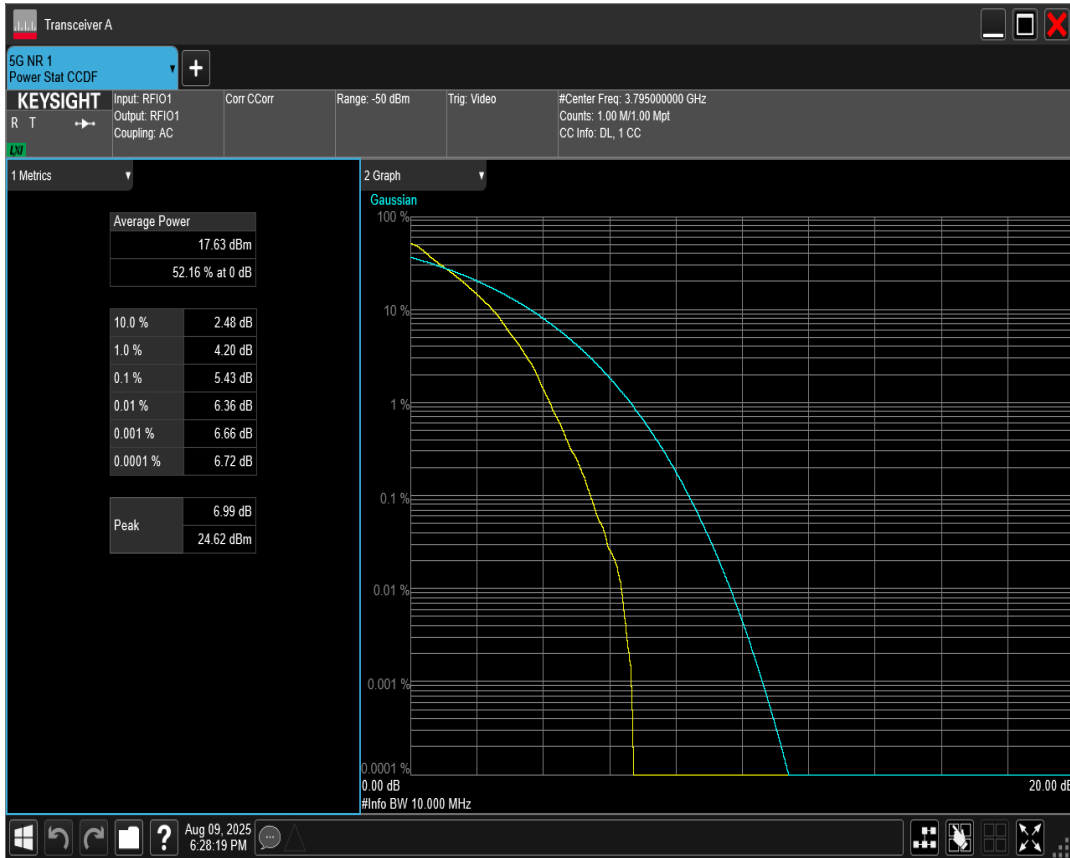 Transceiver A
5G NR 1
Power Stat CCDF
KEYSIGHT
R T
LXI
Input: RFIO1
Output: RFIO1
Coupling: AC
Corr CCorr
Range: -50 dBm
Trig: Video
#Center Freq: 3.795000000 GHz
Counts: 1.00 M/1.00 Mpt
CC Info: DL, 1 CC
1 Metrics
Average Power
17.63 dBm
52.16 % at 0 dB
10.0 % 2.48 dB
1.0 % 4.20 dB
0.1 % 5.43 dB
0.01 % 6.36 dB
0.001 % 6.66 dB
0.0001 % 6.72 dB
Peak 6.99 dB
24.62 dBm
2 Graph
Gaussian
100 %
10 %
1 %
0.1 %
0.01 %
0.001 %
0.0001 %
0.00 dB 20.00 dB
#Info BW 10.000 MHz
Aug 09, 2025
6:28:19 PM